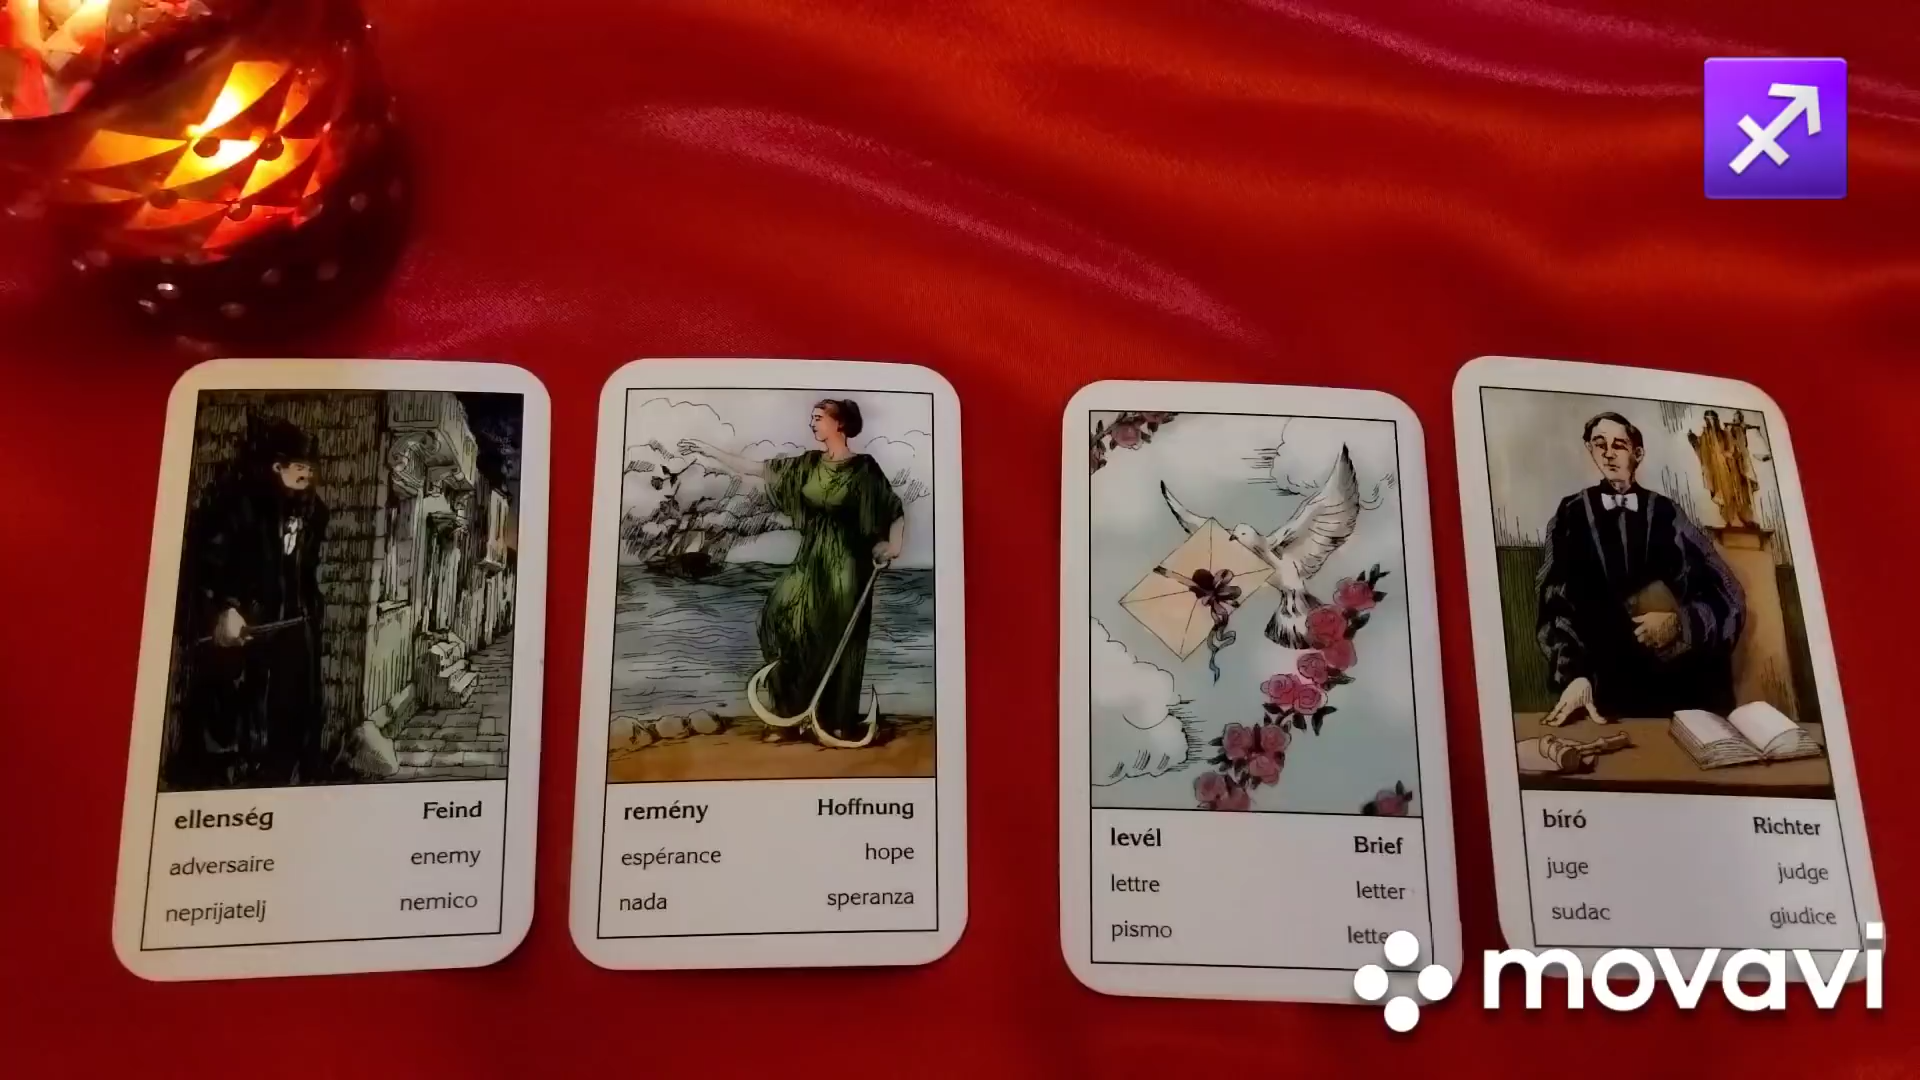 ellenség Feind
adversaire enemy
neprijatelj nemico
remény Hoffnung
espérance hope
nada speranza
levél Brief
lettre letter
pismo lette
bíró Richter
juge judge
sudac giudice
movavi